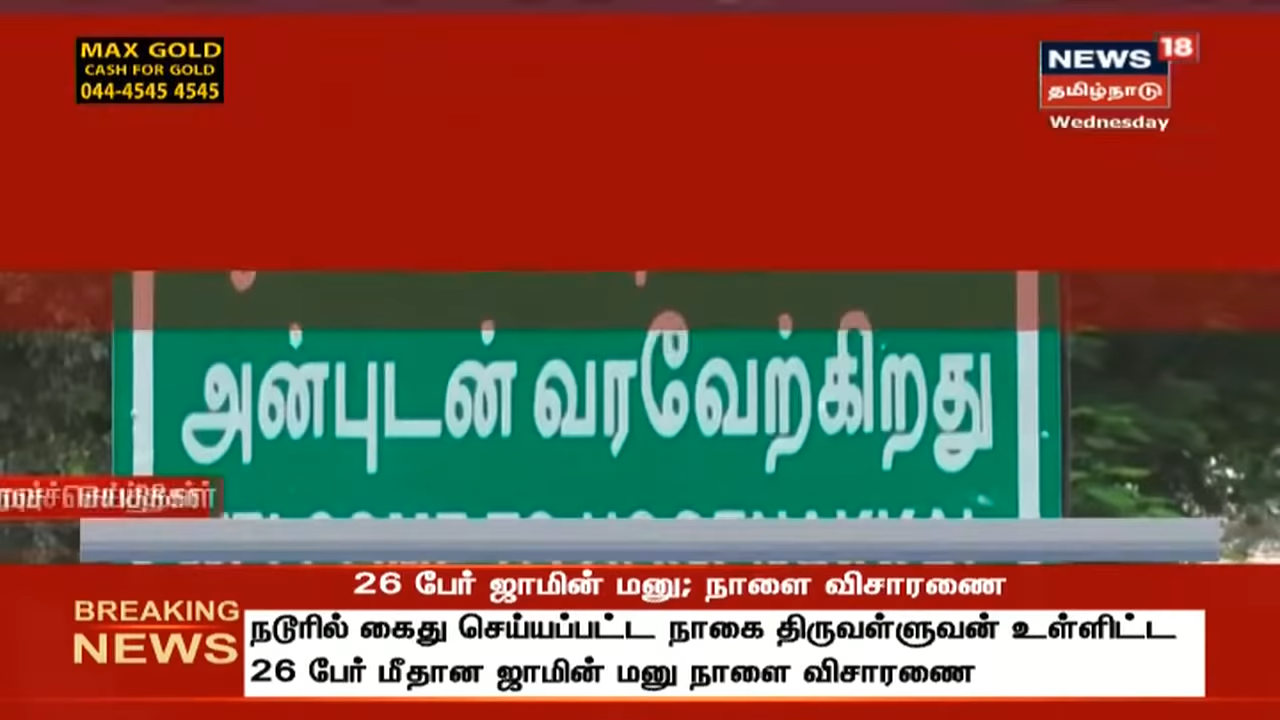 MAX GOLD
CASH FOR GOLD
044-4545 4545
NEWS 18
தமிழ்நாடு
Wednesday
அன்புடன் வரவேற்கிறது
26 பேர் ஜாமின் மனு; நாளை விசாரணை
BREAKING
NEWS
நடூரில் கைது செய்யப்பட்ட நாகை திருவள்ளுவன் உள்ளிட்ட
26 பேர் மீதான ஜாமின் மனு நாளை விசாரணை